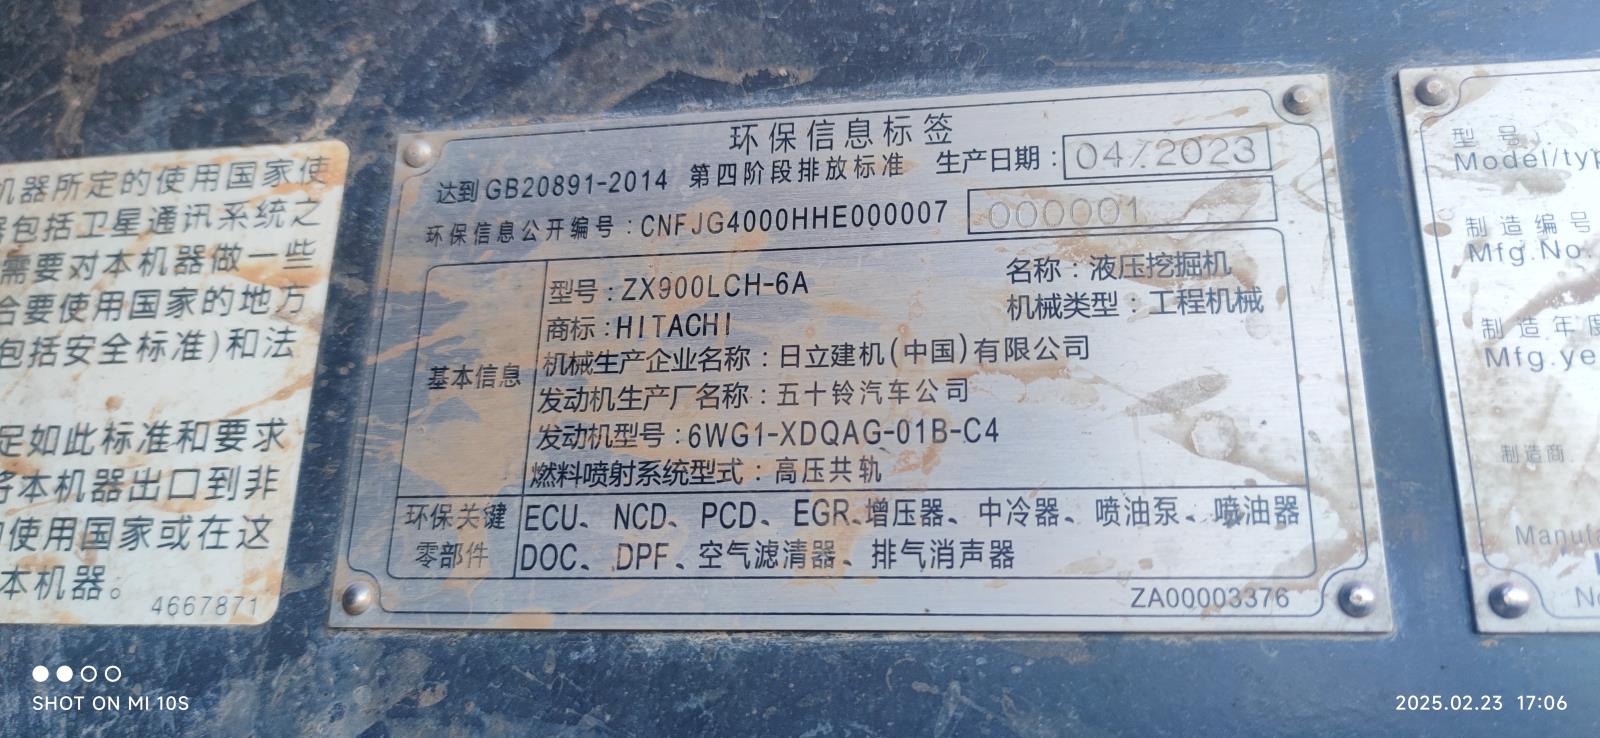 机器所定的使用国家使
器包括卫星通讯系统之
需要对本机器做一些
合要使用国家的地方
包括安全标准)和法
足如此标准和要求
将本机器出口到非
使用国家或在这
本机器。
4667871
环保信息标签
达到GB20891-2014 第四阶段排放标准 生产日期: 04/2023
环保信息公开编号:CNFJG4000HHE000007 000001
基本信息
型号:ZX900LCH-6A 名称:液压挖掘机
商标:HITACHI 机械类型:工程机械
机械生产企业名称:日立建机(中国)有限公司
发动机生产厂名称:五十铃汽车公司
发动机型号:6WG1-XDQAG-01B-C4
燃料喷射系统型式:高压共轨
环保关键零部件
ECU、NCD、PCD、EGR、增压器、中冷器、喷油泵、喷油器
DOC、DPF、空气滤清器、排气消声器
ZA00003376
型号
Model/typ
制造编号
Mfg.No.
制造年度
Mfg.ye
制造商
Manufa
No
SHOT ON MI 10S
2025.02.23 17:06